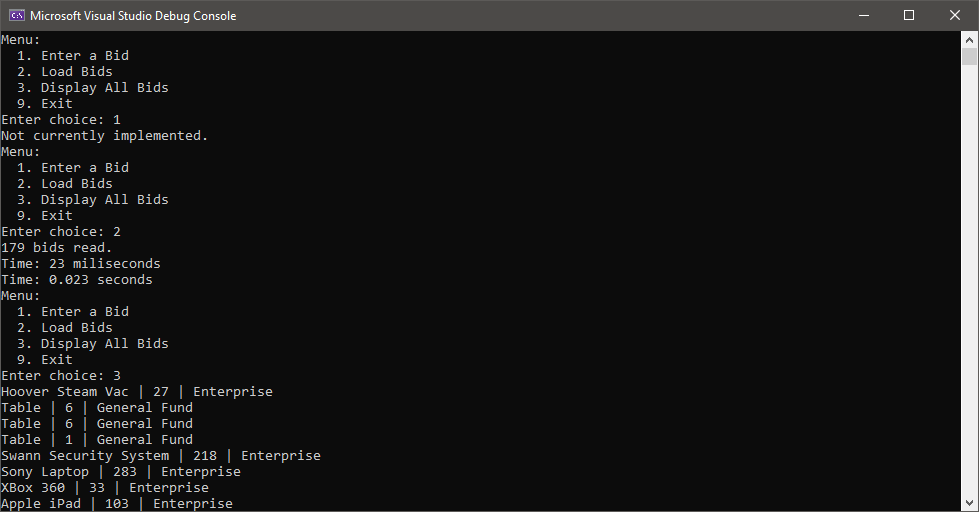 Microsoft Visual Studio Debug Console
Menu:
  1. Enter a Bid
  2. Load Bids
  3. Display All Bids
  9. Exit
Enter choice: 1
Not currently implemented.
Menu:
  1. Enter a Bid
  2. Load Bids
  3. Display All Bids
  9. Exit
Enter choice: 2
179 bids read.
Time: 23 miliseconds
Time: 0.023 seconds
Menu:
  1. Enter a Bid
  2. Load Bids
  3. Display All Bids
  9. Exit
Enter choice: 3
Hoover Steam Vac | 27 | Enterprise
Table | 6 | General Fund
Table | 6 | General Fund
Table | 1 | General Fund
Swann Security System | 218 | Enterprise
Sony Laptop | 283 | Enterprise
XBox 360 | 33 | Enterprise
Apple iPad | 103 | Enterprise